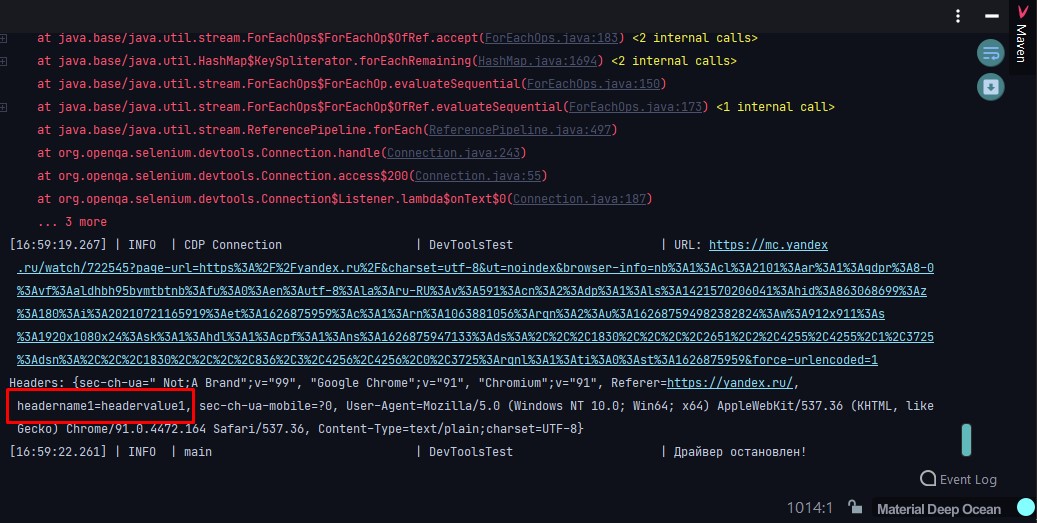 Maven
at java.base/java.util.stream.ForEachOps$ForEachOp$OfRef.accept(ForEachOps.java:183) <2 internal calls>
at java.base/java.util.HashMap$KeySpliterator.forEachRemaining(HashMap.java:1694) <2 internal calls>
at java.base/java.util.stream.ForEachOps$ForEachOp.evaluateSequential(ForEachOps.java:150)
at java.base/java.util.stream.ForEachOps$ForEachOp$OfRef.evaluateSequential(ForEachOps.java:173) <1 internal call>
at java.base/java.util.stream.ReferencePipeline.forEach(ReferencePipeline.java:497)
at org.openqa.selenium.devtools.Connection.handle(Connection.java:243)
at org.openqa.selenium.devtools.Connection.access$200(Connection.java:55)
at org.openqa.selenium.devtools.Connection$Listener.lambda$onText$0(Connection.java:187)
... 3 more
[16:59:19.267] | INFO | CDP Connection | DevToolsTest | URL: https://mc.yandex
.ru/watch/722545?page-url=https%3A%2F%2Fyandex.ru%2F&charset=utf-8&ut=noindex&browser-info=nb%3A1%3Acl%3A2101%3Aar%3A1%3Agdpr%3A8-0
%3Avf%3Aaldhbh95bymtbtnb%3Afu%3A0%3Aen%3Autf-8%3Ala%3Aru-RU%3Av%3A591%3Acn%3A2%3Adp%3A1%3Als%3A1421570206041%3Ahid%3A863068699%3Az
%3A180%3Ai%3A20210721165919%3Aet%3A1626875959%3Ac%3A1%3Arn%3A1063881056%3Arqn%3A2%3Au%3A1626875949823828​24%3Aw%3A912x911%3As
%3A1920x1080x24%3Ask%3A1%3Ahdl%3A1%3Acpf%3A1%3Ans%3A1626875947133%3Ads%3A%2C%2C%2C1830%2C%2C%2C%2C2651%2C2%2C4255%2C4255%2C1%2C3725
%3Adsn%3A%2C%2C%2C1830%2C%2C%2C%2C836%2C3%2C4256%2C4256%2C0%2C3725%3Arqnl%3A1%3Ati%3A0%3Ast%3A1626875959&force-urlencoded=1
Headers: {sec-ch-ua=" Not;A Brand";v="99", "Google Chrome";v="91", "Chromium";v="91", Referer=https://yandex.ru/,
headername1=headervalue1, sec-ch-ua-mobile=?0, User-Agent=Mozilla/5.0 (Windows NT 10.0; Win64; x64) AppleWebKit/537.36 (KHTML, like
Gecko) Chrome/91.0.4472.164 Safari/537.36, Content-Type=text/plain;charset=UTF-8}
[16:59:22.261] | INFO | main | DevToolsTest | Драйвер остановлен!
Event Log
1014:1 Material Deep Ocean